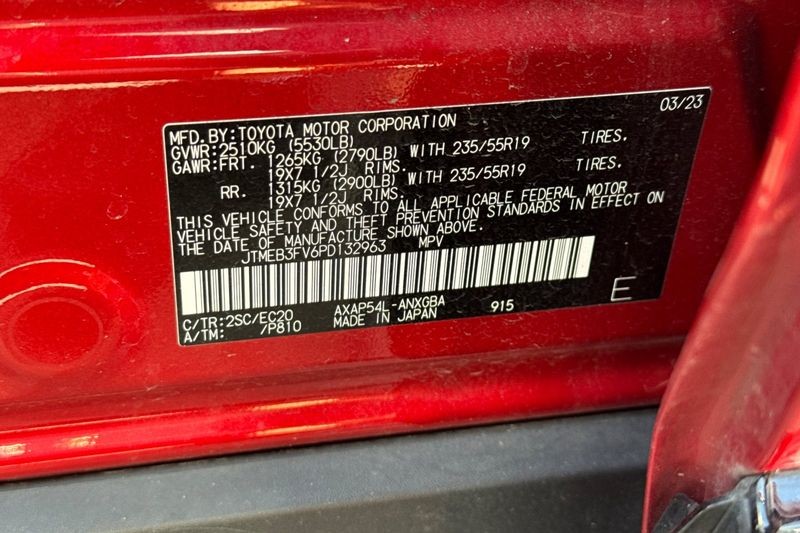 03/23
MFD.BY:TOYOTA MOTOR CORPORATION
GVWR:2510KG (5530LB)
GAWR:FRT. 1265KG (2790LB) WITH 235/55R19 TIRES.
19X7 1/2J RIMS.
RR. 1315KG (2900LB) WITH 235/55R19 TIRES.
19X7 1/2J RIMS.
THIS VEHICLE CONFORMS TO ALL APPLICABLE FEDERAL MOTOR
VEHICLE SAFETY AND THEFT PREVENTION STANDARDS IN EFFECT ON
THE DATE OF MANUFACTURE SHOWN ABOVE.
JTMEB3FV6PD132963 MPV
C/TR:2SC/EC20 AXAP54L-ANXGBA 915
A/TM: /P810 MADE IN JAPAN
E